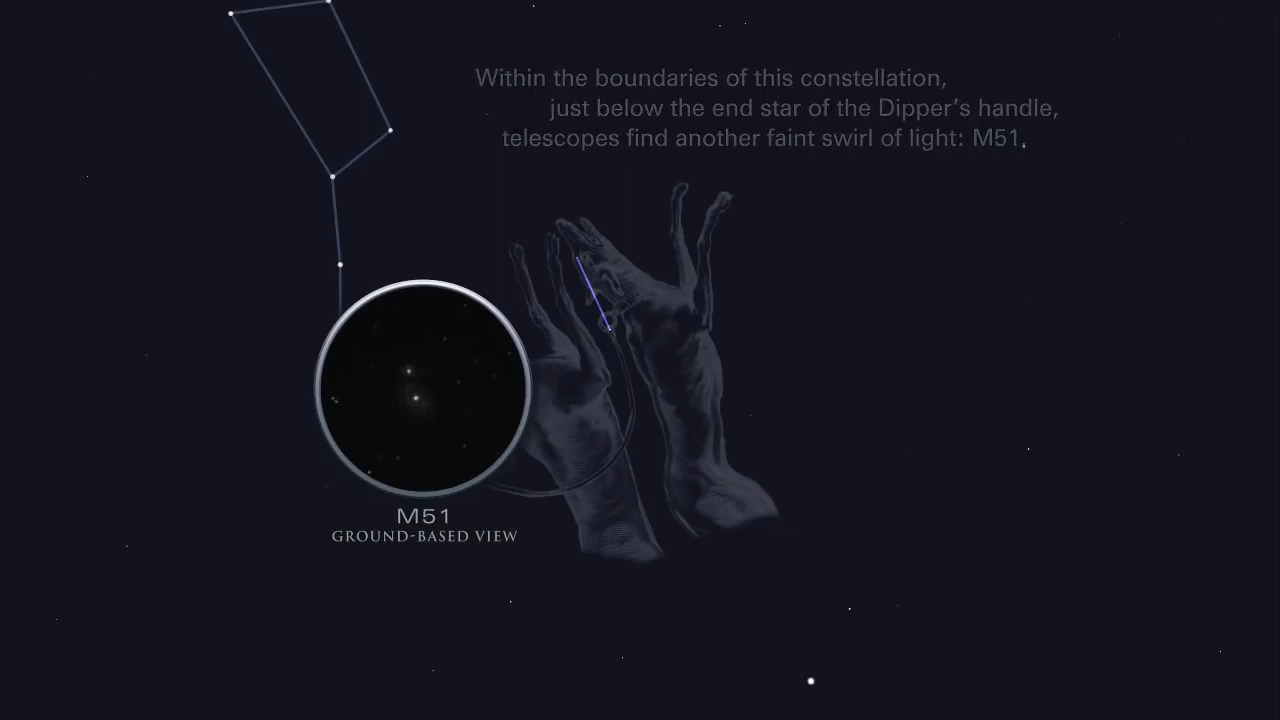 Within the boundaries of this constellation,
just below the end star of the Dipper's handle,
telescopes find another faint swirl of light: M51.
M51
GROUND-BASED VIEW